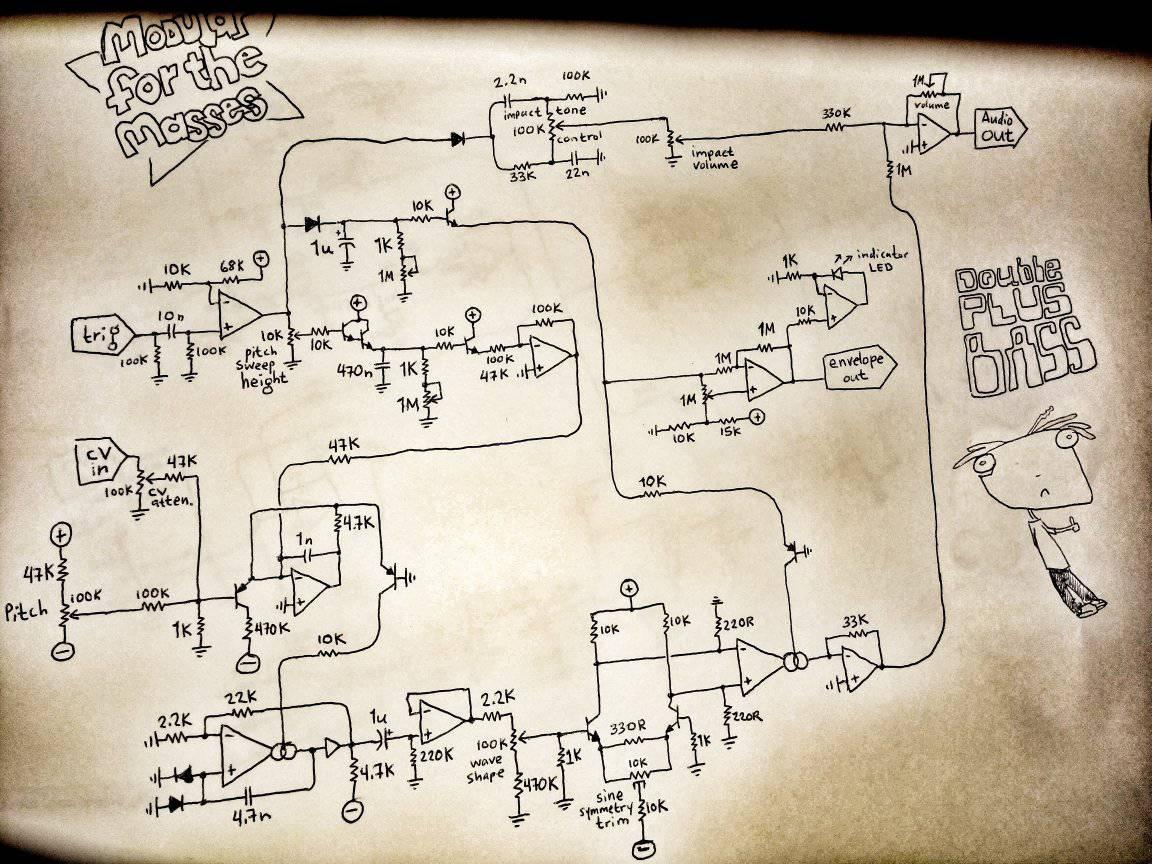 Modular
for the
Masses
2.2n
100K
impact tone
100K control
33K
22n
100K
impact
volume
330K
1M
volume
Audio
out
1M
10K
+
1u
1K
1M
10K
68K
+
-
+
trig
10n
100K
100K
10K
pitch
sweep
height
10K
+
470n
1K
1M
10K
+
100K
47K
100K
-
+
1K
indicator
LED
-
+
10K
1M
1M
-
+
1M
envelope
out
10K
15K
+
Double
Plus
Bass
CV
in
47K
100K
CV
atten.
47K
10K
+
47K
Pitch
100K
-
100K
1K
470K
-
1n
4.7K
-
+
10K
+
10K
10K
220R
-
+
220R
33K
-
+
22K
2.2K
-
+
4.7n
1u
4.7K
-
-
+
220K
2.2K
100K
wave
shape
470K
1K
330R
10K
1K
sine
symmetry
trim
10K
-